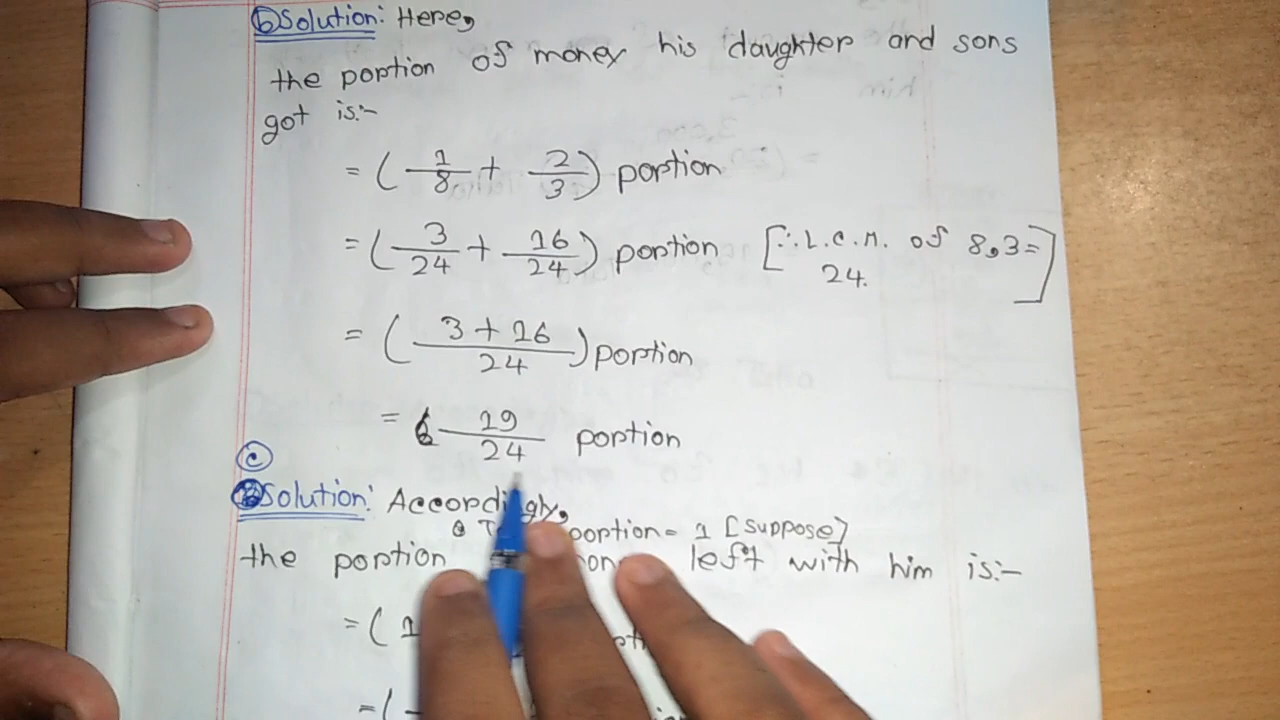 ⓑ Solution: Here,
the portion of money his daughter and sons
got is:-
= ( 1/8 + 2/3 ) portion
= ( 3/24 + 16/24 ) portion [∵ L.C.M. of 8,3=
24. ]
= ( 3 + 16 / 24 ) portion
= 19/24 portion
ⓒ
Solution: Accordingly,
portion = 1 [suppose]
the portion left with him is:-
= ( 1
= (